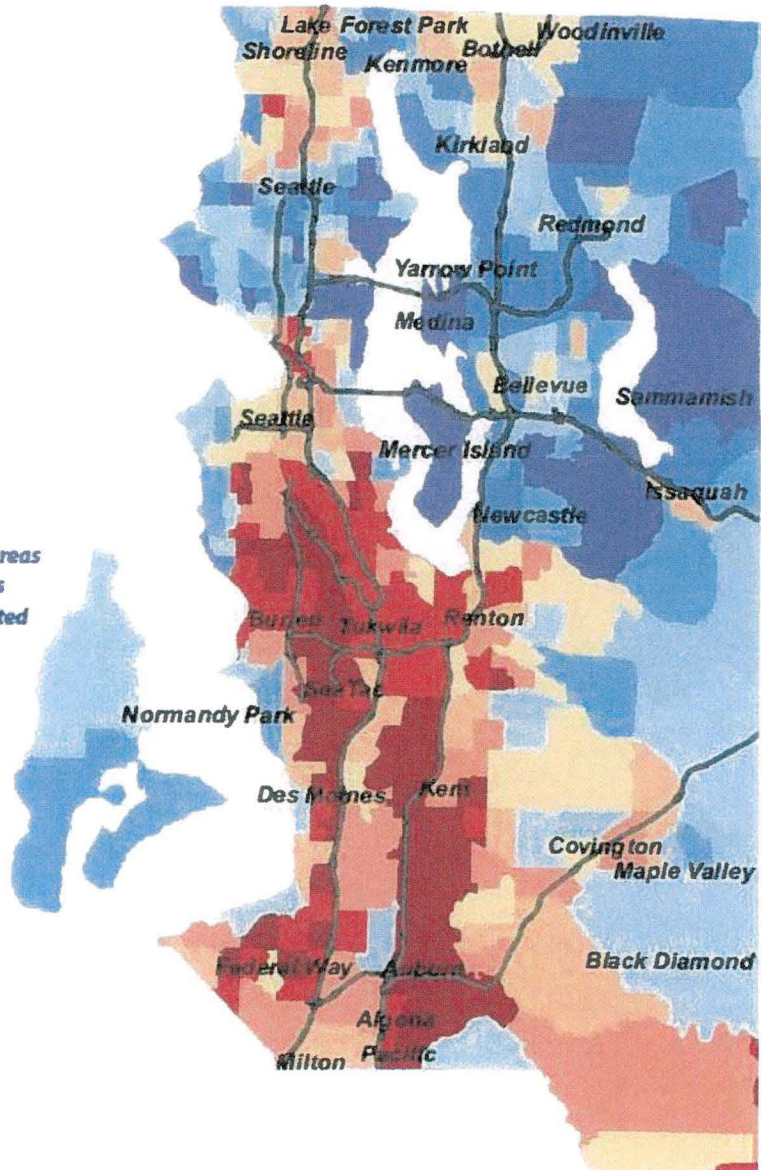 Lake Forest Park
Woodinville
Shoreline
Bothell
Kenmore
Kirkland
Seattle
Redmond
Yarrow Point
Medina
Bellevue
Sammamish
Seattle
Mercer Island
Issaquah
Newcastle
reas
s
ted
Burien
Tukwila
Renton
SeaTac
Normandy Park
Des Moines
Kent
Covington
Maple Valley
Black Diamond
Federal Way
Auburn
Algona
Pacific
Milton